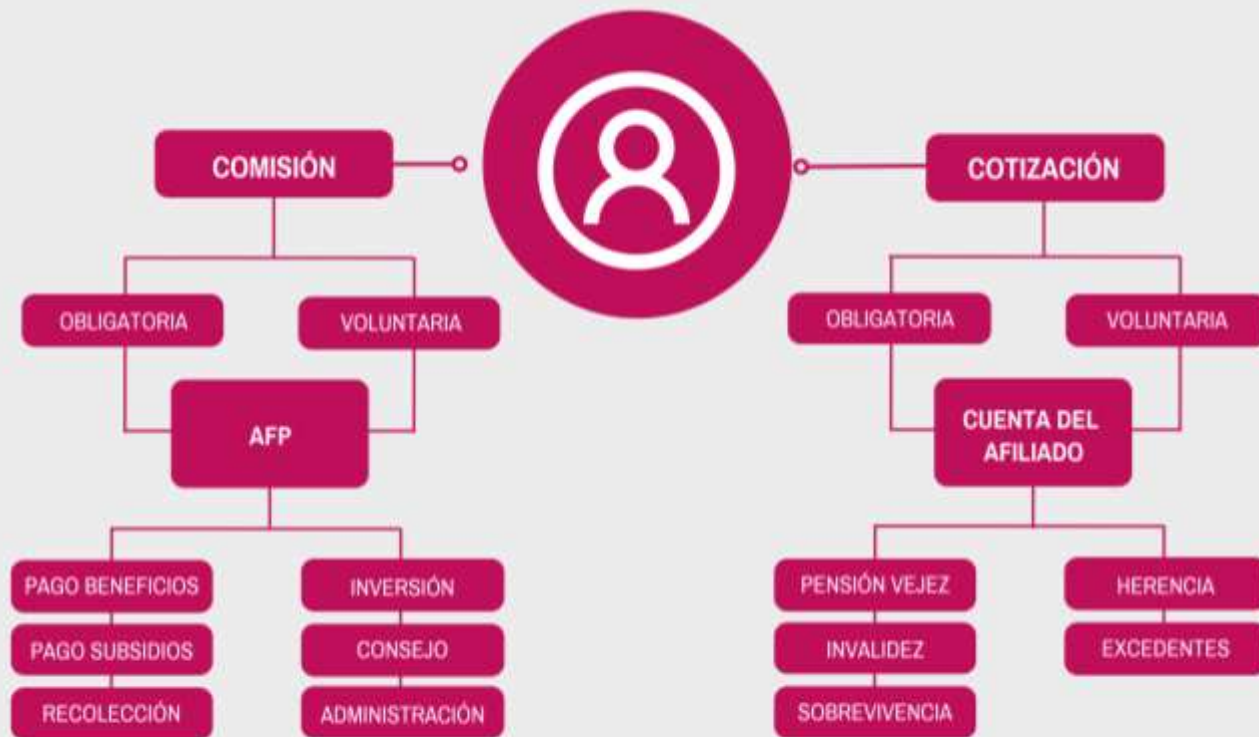 COMISIÓN
OBLIGATORIA
VOLUNTARIA
AFP
PAGO BENEFICIOS
PAGO SUBSIDIOS
RECOLECCIÓN
INVERSIÓN
CONSEJO
ADMINISTRACIÓN
COTIZACIÓN
OBLIGATORIA
VOLUNTARIA
CUENTA DEL
AFILIADO
PENSIÓN VEJEZ
INVALIDEZ
SOBREVIVENCIA
HERENCIA
EXCEDENTES